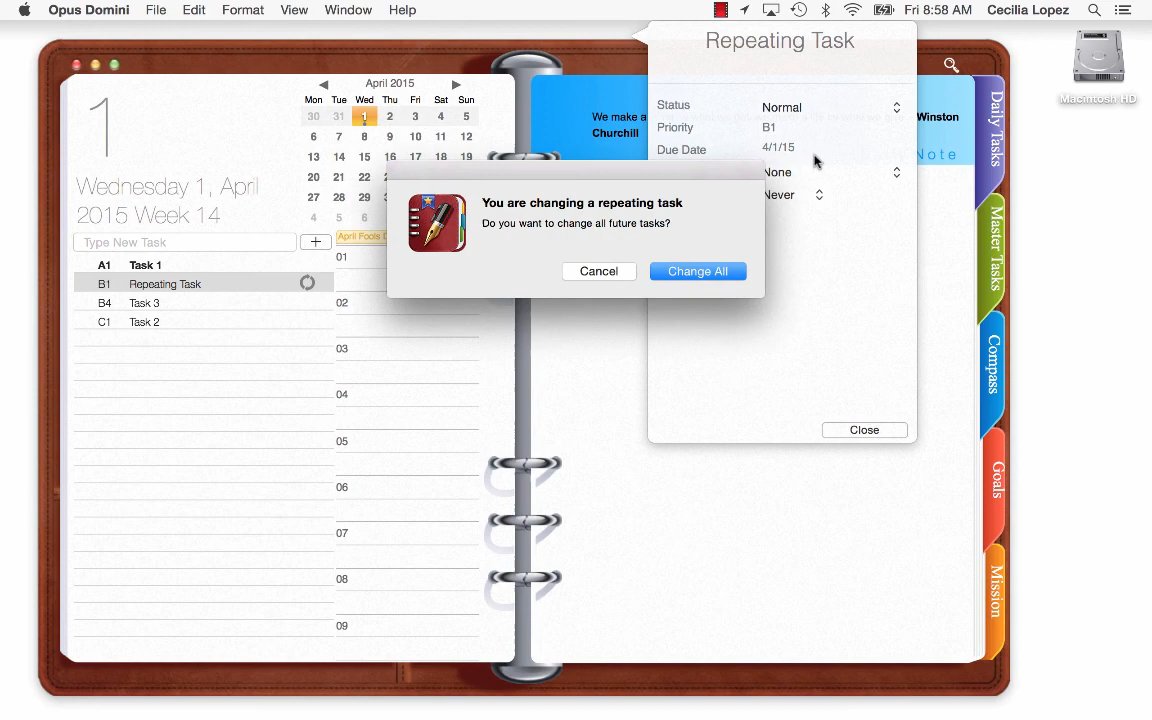 Opus Domini File Edit Format View Window Help
Fri 8:58 AM Cecilia Lopez
Repeating Task
Macintosh HD
1
Wednesday 1, April
2015 Week 14
April 2015
Mon Tue Wed Thu Fri Sat Sun
30 31 1 2 3 4 5
6 7 8 9 10 11 12
13 14 15 16 17 18 19
20 21 22
27 28 29
4 5 6
Type New Task
+
April Fools D
A1 Task 1
B1 Repeating Task
B4 Task 3
C1 Task 2
01
02
03
04
05
06
07
08
09
We make a
Winston
Churchill
Note
Status Normal
Priority B1
Due Date 4/1/15
None
Never
Close
You are changing a repeating task
Do you want to change all future tasks?
Cancel Change All
Daily Tasks
Master Tasks
Compass
Goals
Mission